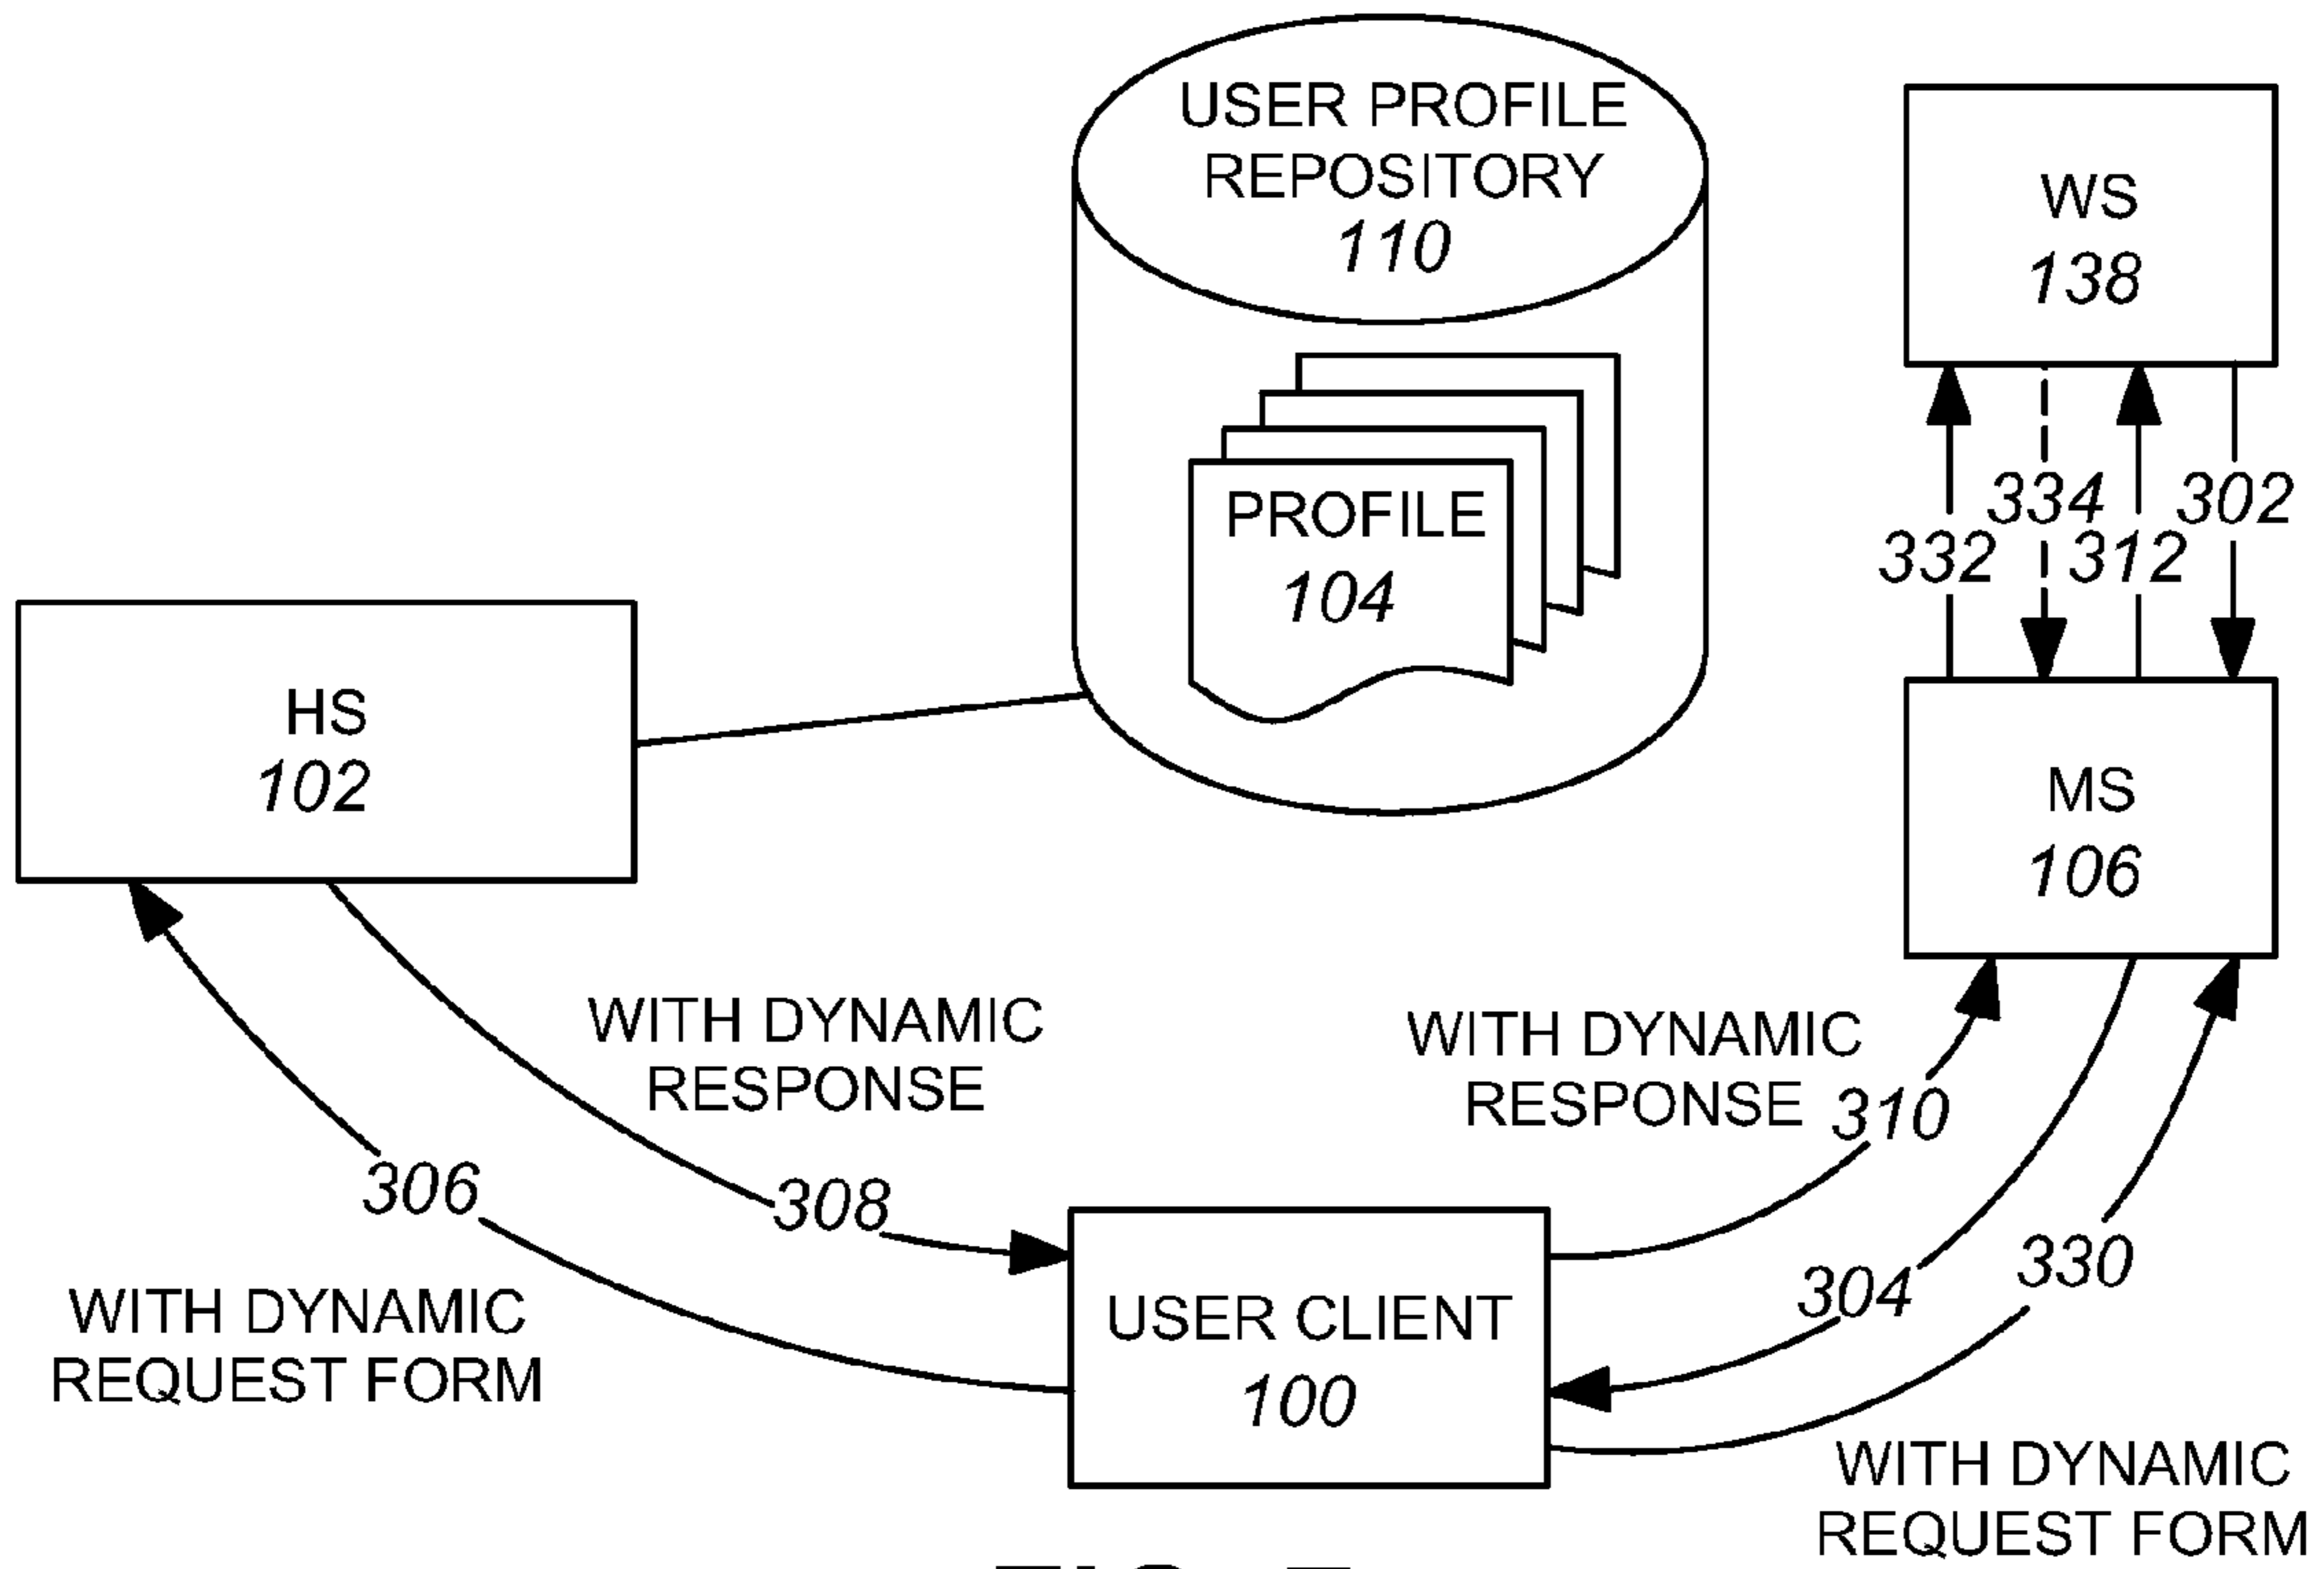 USER PROFILE
REPOSITORY
110
WS
138
PROFILE
104
334
302
332
312
HS
102
MS
106
WITH DYNAMIC
RESPONSE
WITH DYNAMIC
RESPONSE
310
306
308
304
330
WITH DYNAMIC
REQUEST FORM
USER CLIENT
100
WITH DYNAMIC
REQUEST FORM